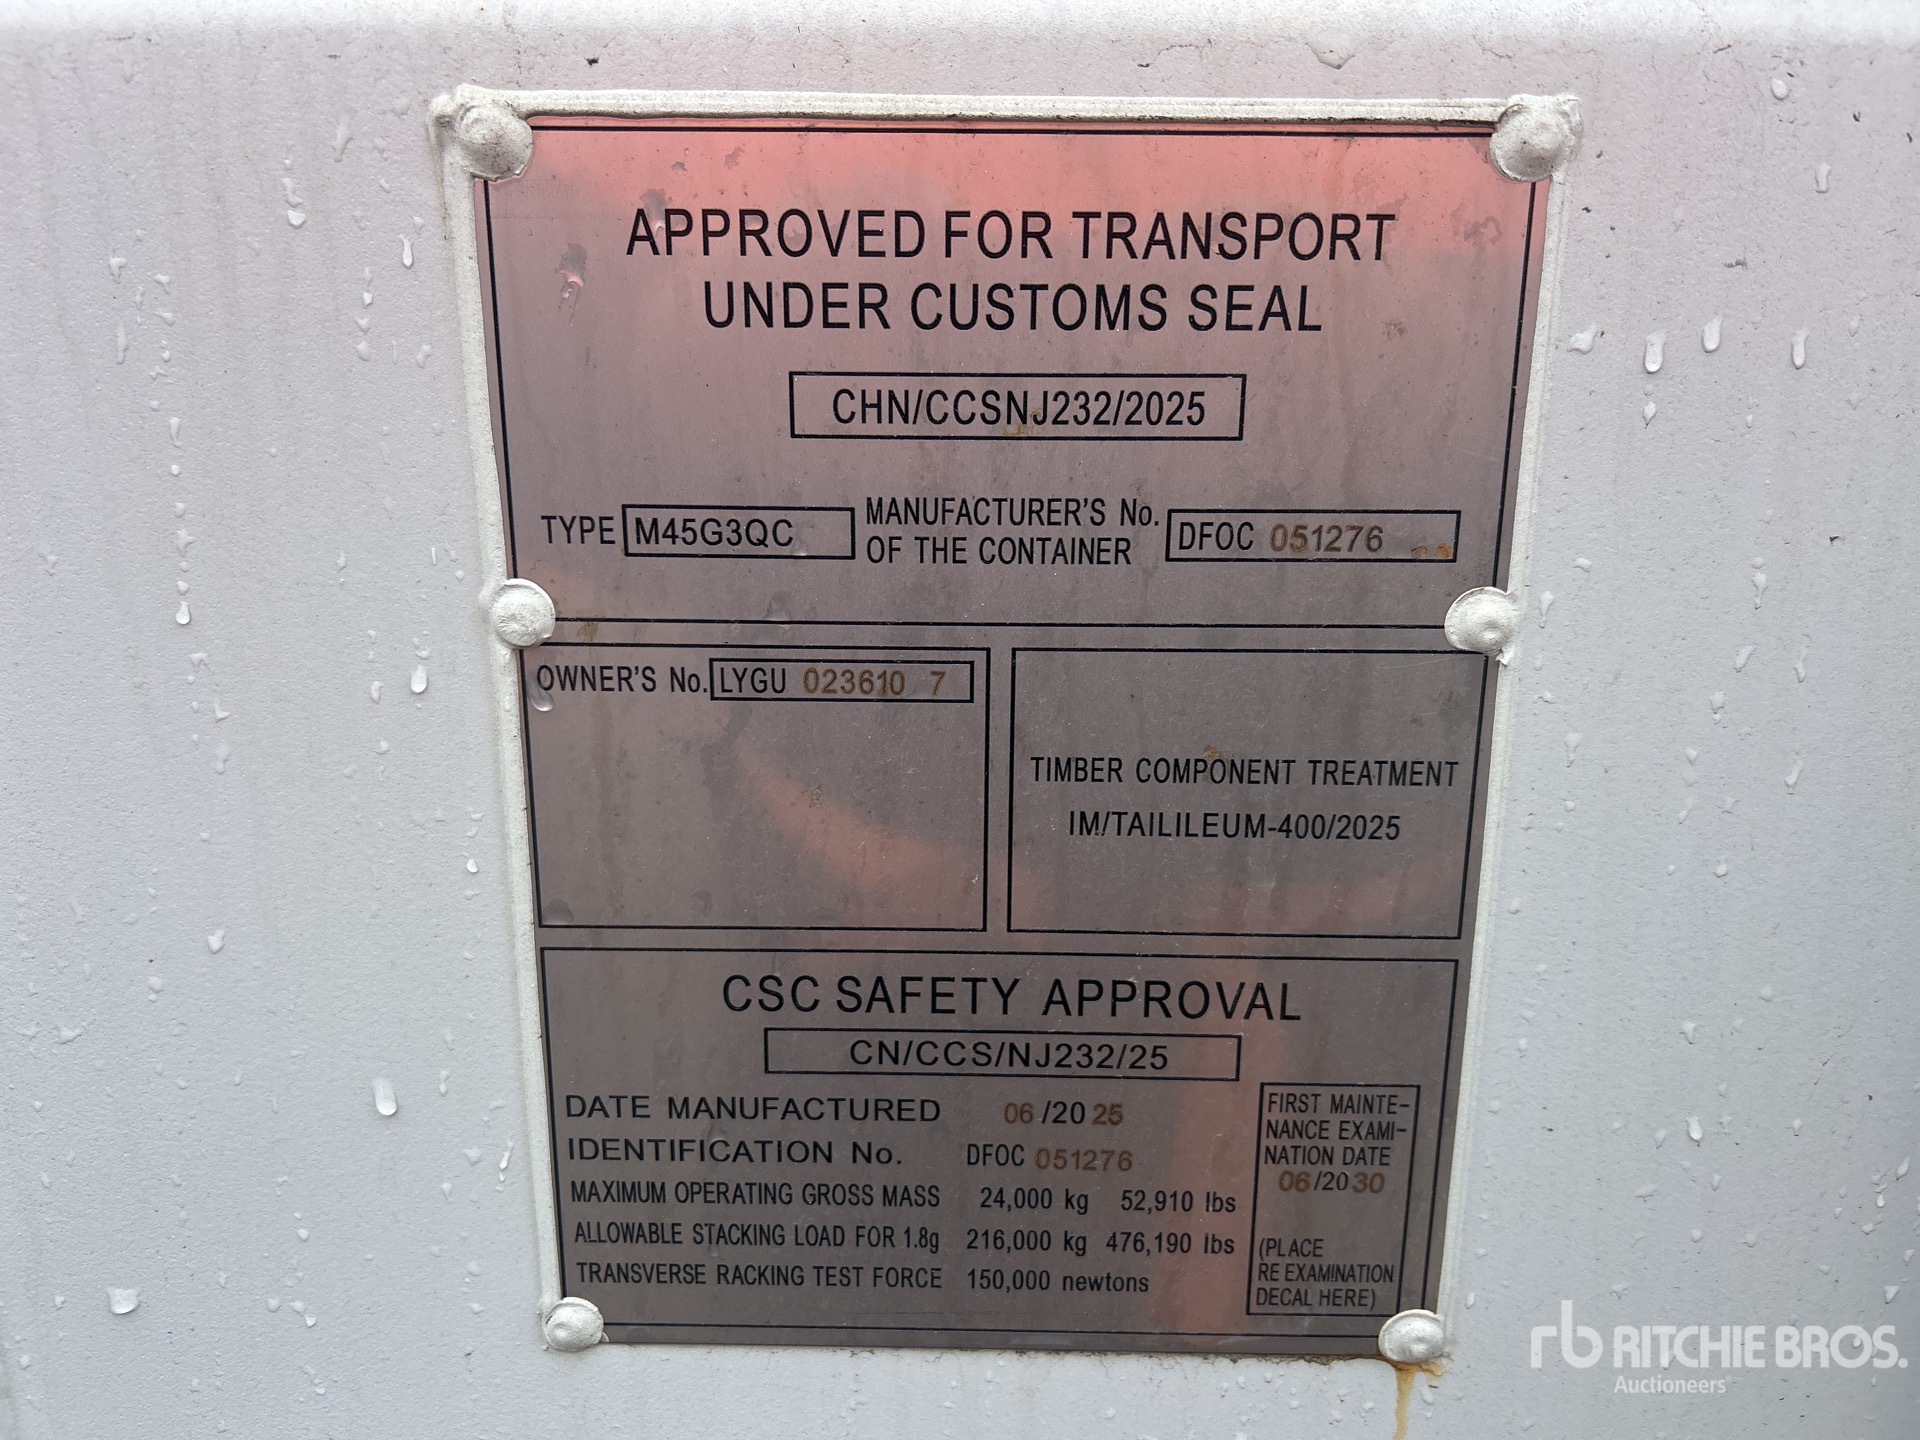 APPROVED FOR TRANSPORT
UNDER CUSTOMS SEAL
CHN/CCSNJ232/2025
TYPE M45G3QC
MANUFACTURER'S No.
OF THE CONTAINER
DFOC 051276
OWNER'S No. LYGU 023610 7
TIMBER COMPONENT TREATMENT
IM/TAILILEUM-400/2025
CSC SAFETY APPROVAL
CN/CCS/NJ232/25
DATE MANUFACTURED 06/2025
IDENTIFICATION No. DFOC 051276
MAXIMUM OPERATING GROSS MASS 24,000 kg 52,910 lbs
ALLOWABLE STACKING LOAD FOR 1.8g 216,000 kg 476,190 lbs
TRANSVERSE RACKING TEST FORCE 150,000 newtons
FIRST MAINTE-
NANCE EXAMI-
NATION DATE
06/2030
(PLACE
RE EXAMINATION
DECAL HERE)
rb RITCHIE BROS.
Auctioneers